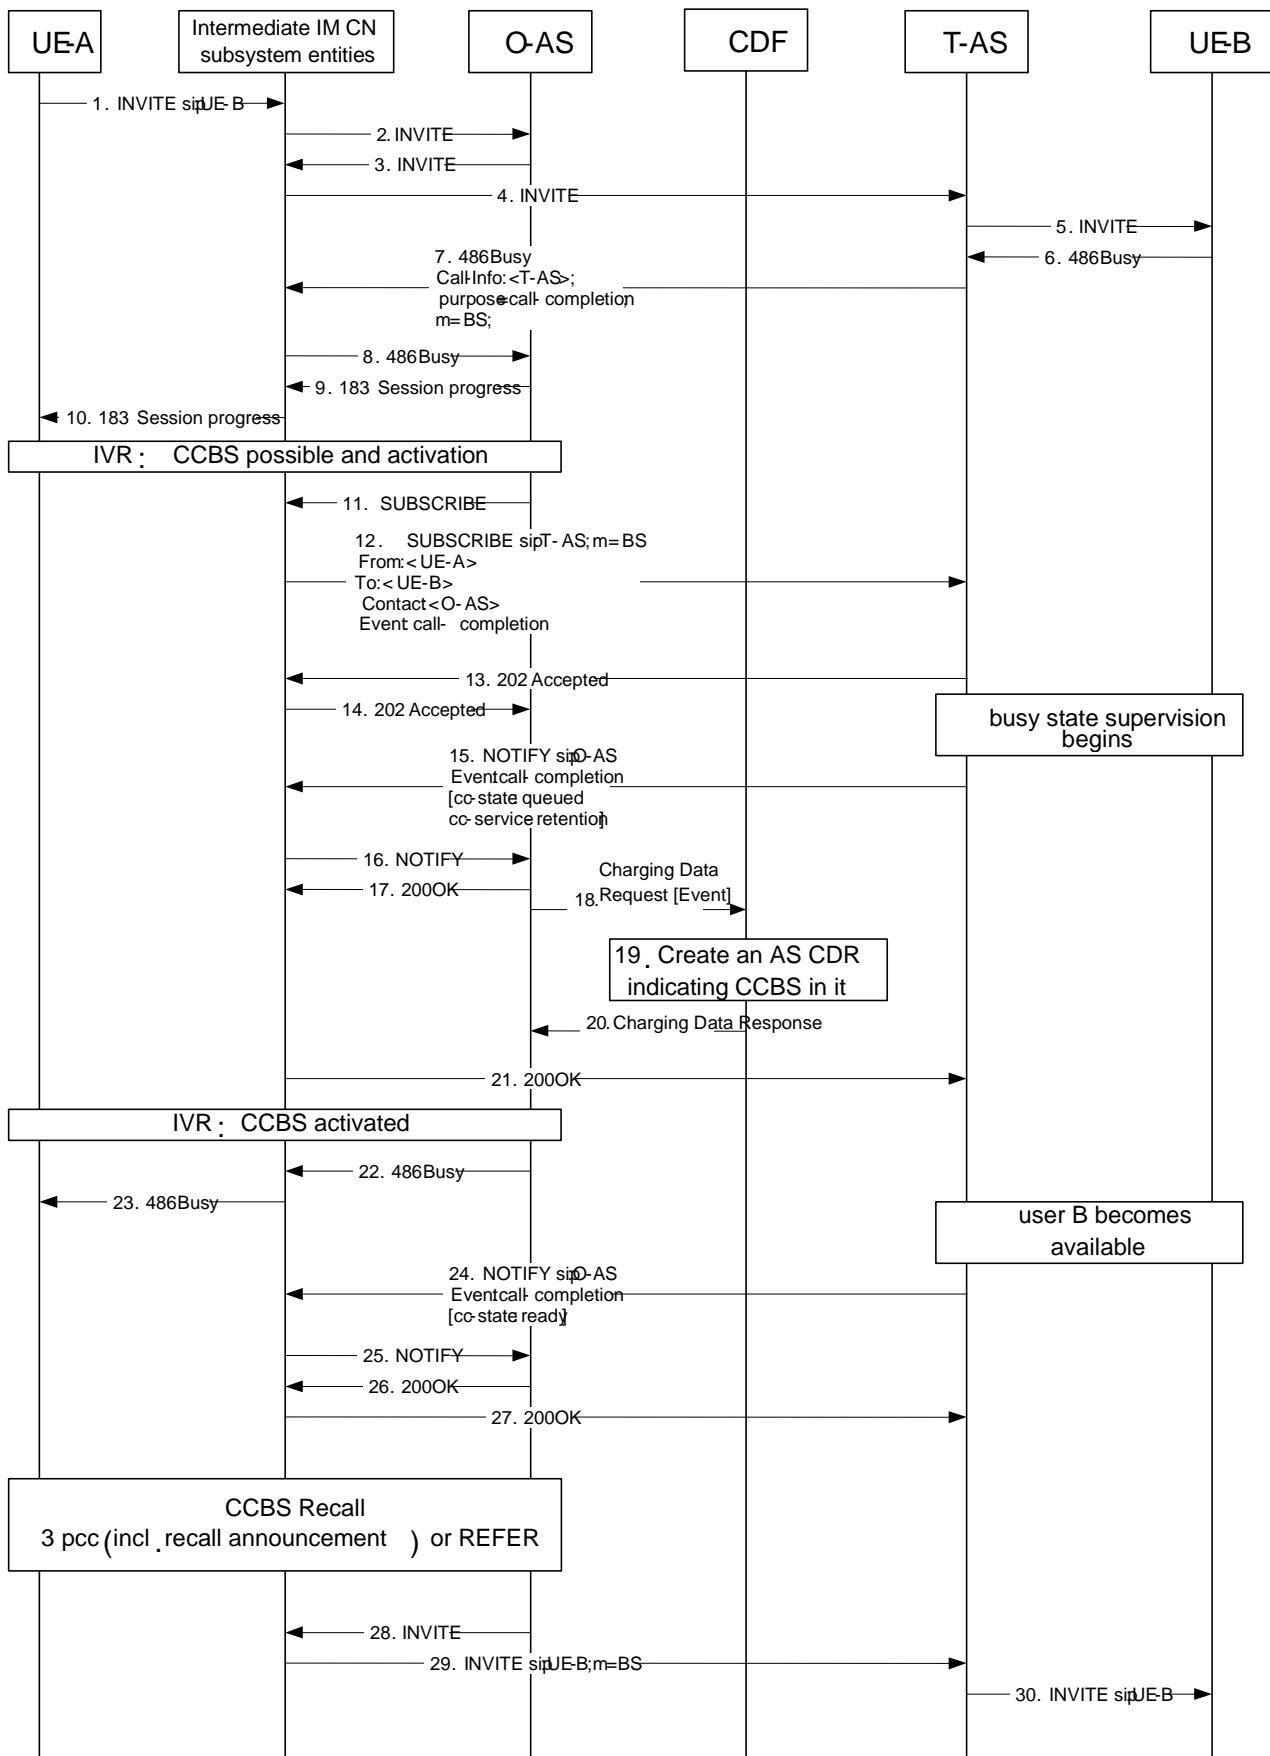 UE-A
Intermediate IM CN
subsystem entities
O-AS
CDF
T-AS
UE-B
1. INVITE sip:UE-B
2. INVITE
3. INVITE
4. INVITE
5. INVITE
6. 486 Busy
7. 486 Busy
Call-Info:<T-AS>;
purpose=call-completion;
m=BS;
8. 486 Busy
9. 183 Session progress
10. 183 Session progress
IVR: CCBS possible and activation
11. SUBSCRIBE
12. SUBSCRIBE sip:T-AS;m=BS
From:<UE-A>
To:<UE-B>
Contact:<O-AS>
Event: call-completion
13. 202 Accepted
14. 202 Accepted
busy state supervision
begins
15. NOTIFY sip:O-AS
Event:call-completion
[cc-state: queued
cc-service-retention]
16. NOTIFY
17. 200 OK
18. Charging Data
Request [Event]
19. Create an AS CDR
indicating CCBS in it
20. Charging Data Response
21. 200 OK
IVR: CCBS activated
22. 486 Busy
23. 486 Busy
user B becomes
available
24. NOTIFY sip:O-AS
Event:call-completion
[cc-state: ready]
25. NOTIFY
26. 200 OK
27. 200 OK
CCBS Recall
3 pcc (incl. recall announcement) or REFER
28. INVITE
29. INVITE sip:UE-B;m=BS
30. INVITE sip:UE-B